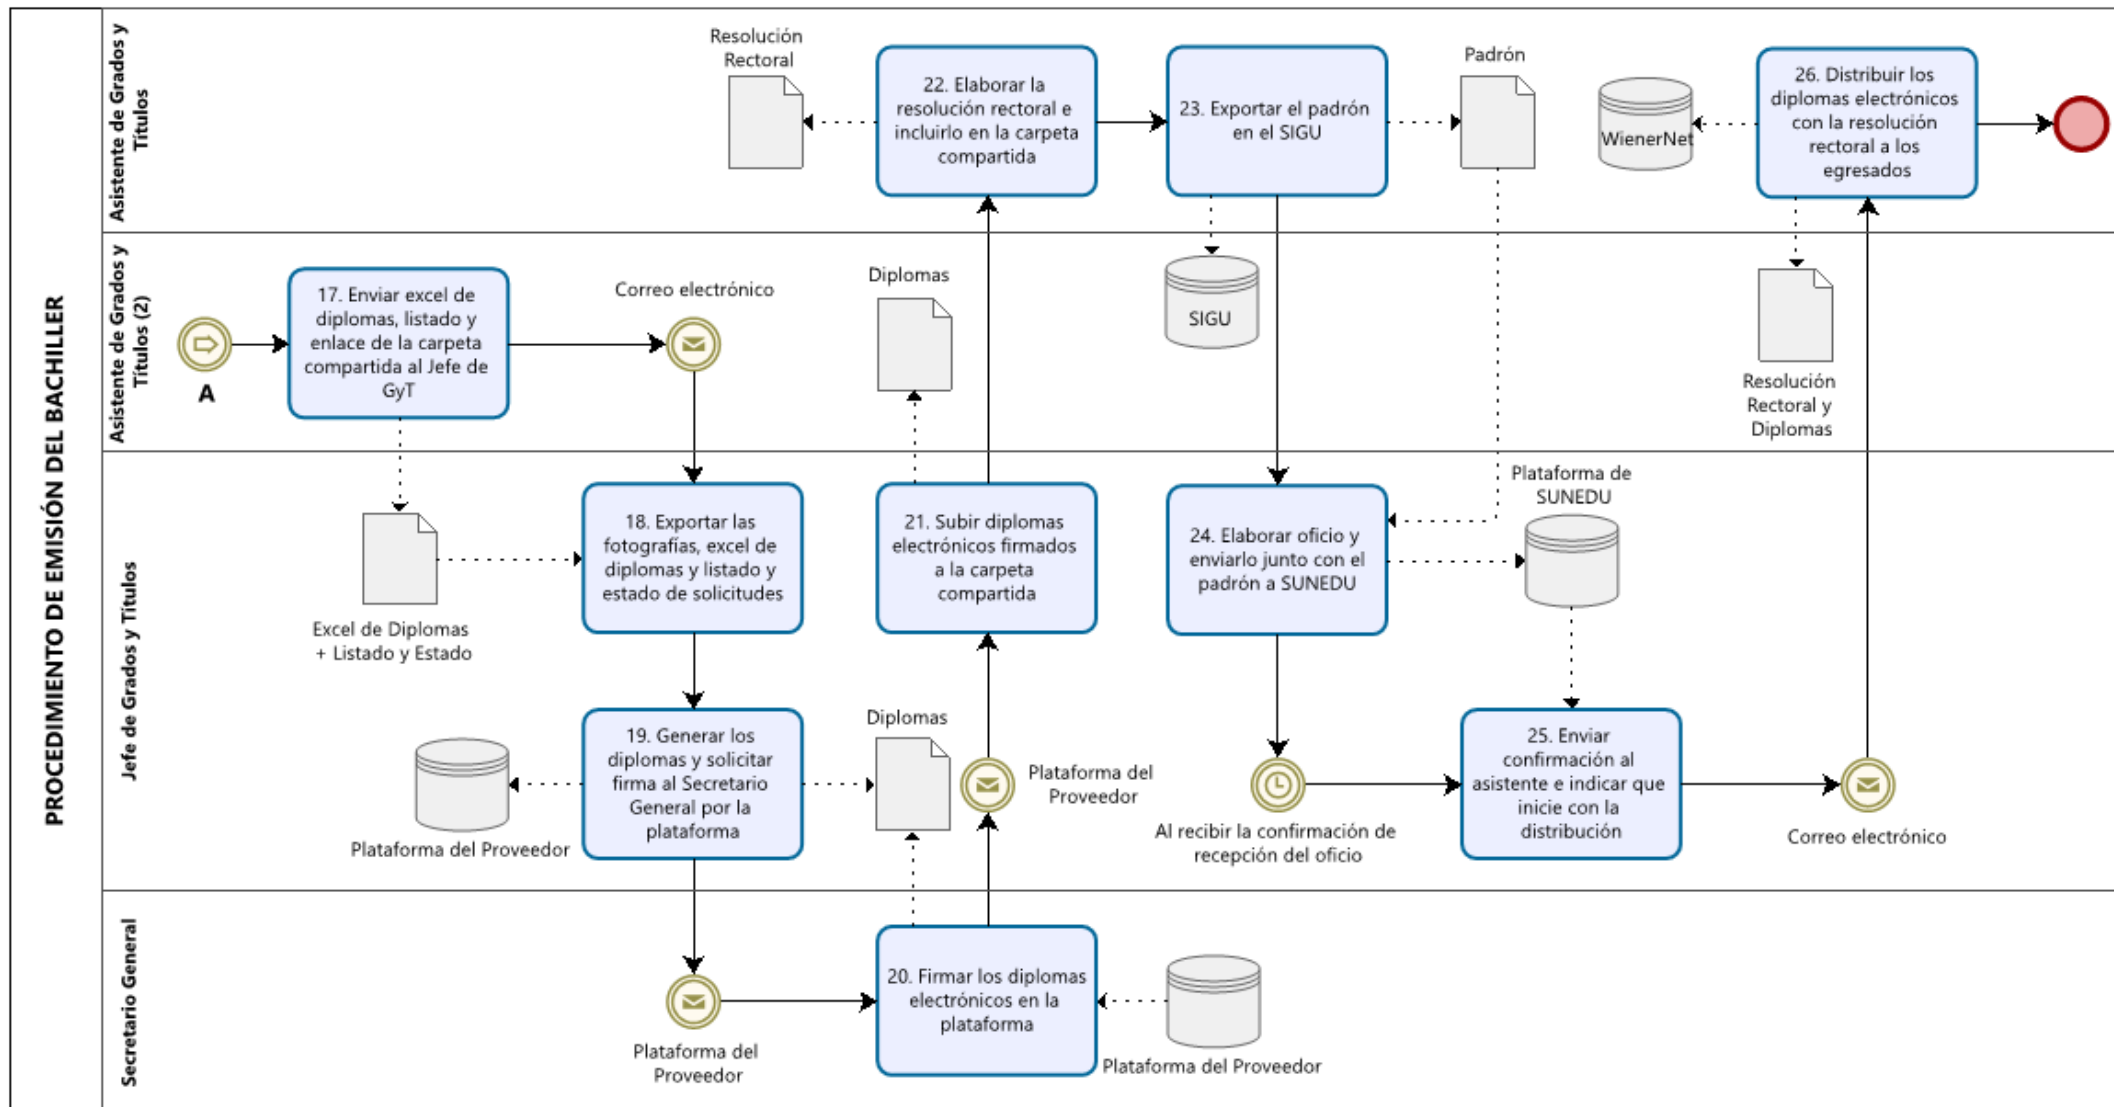 PROCEDIMIENTO DE EMISIÓN DEL BACHILLER
Asistente de Grados y
Títulos
Resolución
Rectoral
22. Elaborar la
resolución rectoral e
incluirlo en la carpeta
compartida
23. Exportar el padrón
en el SIGU
Padrón
WienerNet
26. Distribuir los
diplomas electrónicos
con la resolución
rectoral a los
egresados
Asistente de Grados y
Títulos (2)
A
17. Enviar excel de
diplomas, listado y
enlace de la carpeta
compartida al Jefe de
GyT
Correo electrónico
Diplomas
SIGU
Resolución
Rectoral y
Diplomas
Jefe de Grados y Títulos
Excel de Diplomas
+ Listado y Estado
18. Exportar las
fotografías, excel de
diplomas y listado y
estado de solicitudes
21. Subir diplomas
electrónicos firmados
a la carpeta
compartida
24. Elaborar oficio y
enviarlo junto con el
padrón a SUNEDU
Plataforma de
SUNEDU
Plataforma del Proveedor
19. Generar los
diplomas y solicitar
firma al Secretario
General por la
plataforma
Diplomas
Plataforma del
Proveedor
Al recibir la confirmación de
recepción del oficio
25. Enviar
confirmación al
asistente e indicar que
inicie con la
distribución
Correo electrónico
Secretario General
Plataforma del
Proveedor
20. Firmar los diplomas
electrónicos en la
plataforma
Plataforma del Proveedor